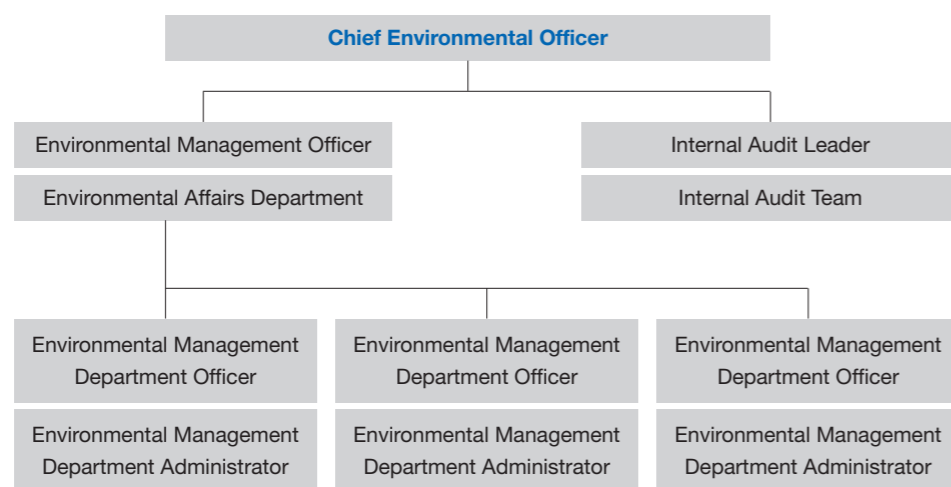 Chief Environmental Officer
Environmental Management Officer
Internal Audit Leader
Environmental Affairs Department
Internal Audit Team
Environmental Management
Department Officer
Environmental Management
Department Officer
Environmental Management
Department Officer
Environmental Management
Department Administrator
Environmental Management
Department Administrator
Environmental Management
Department Administrator